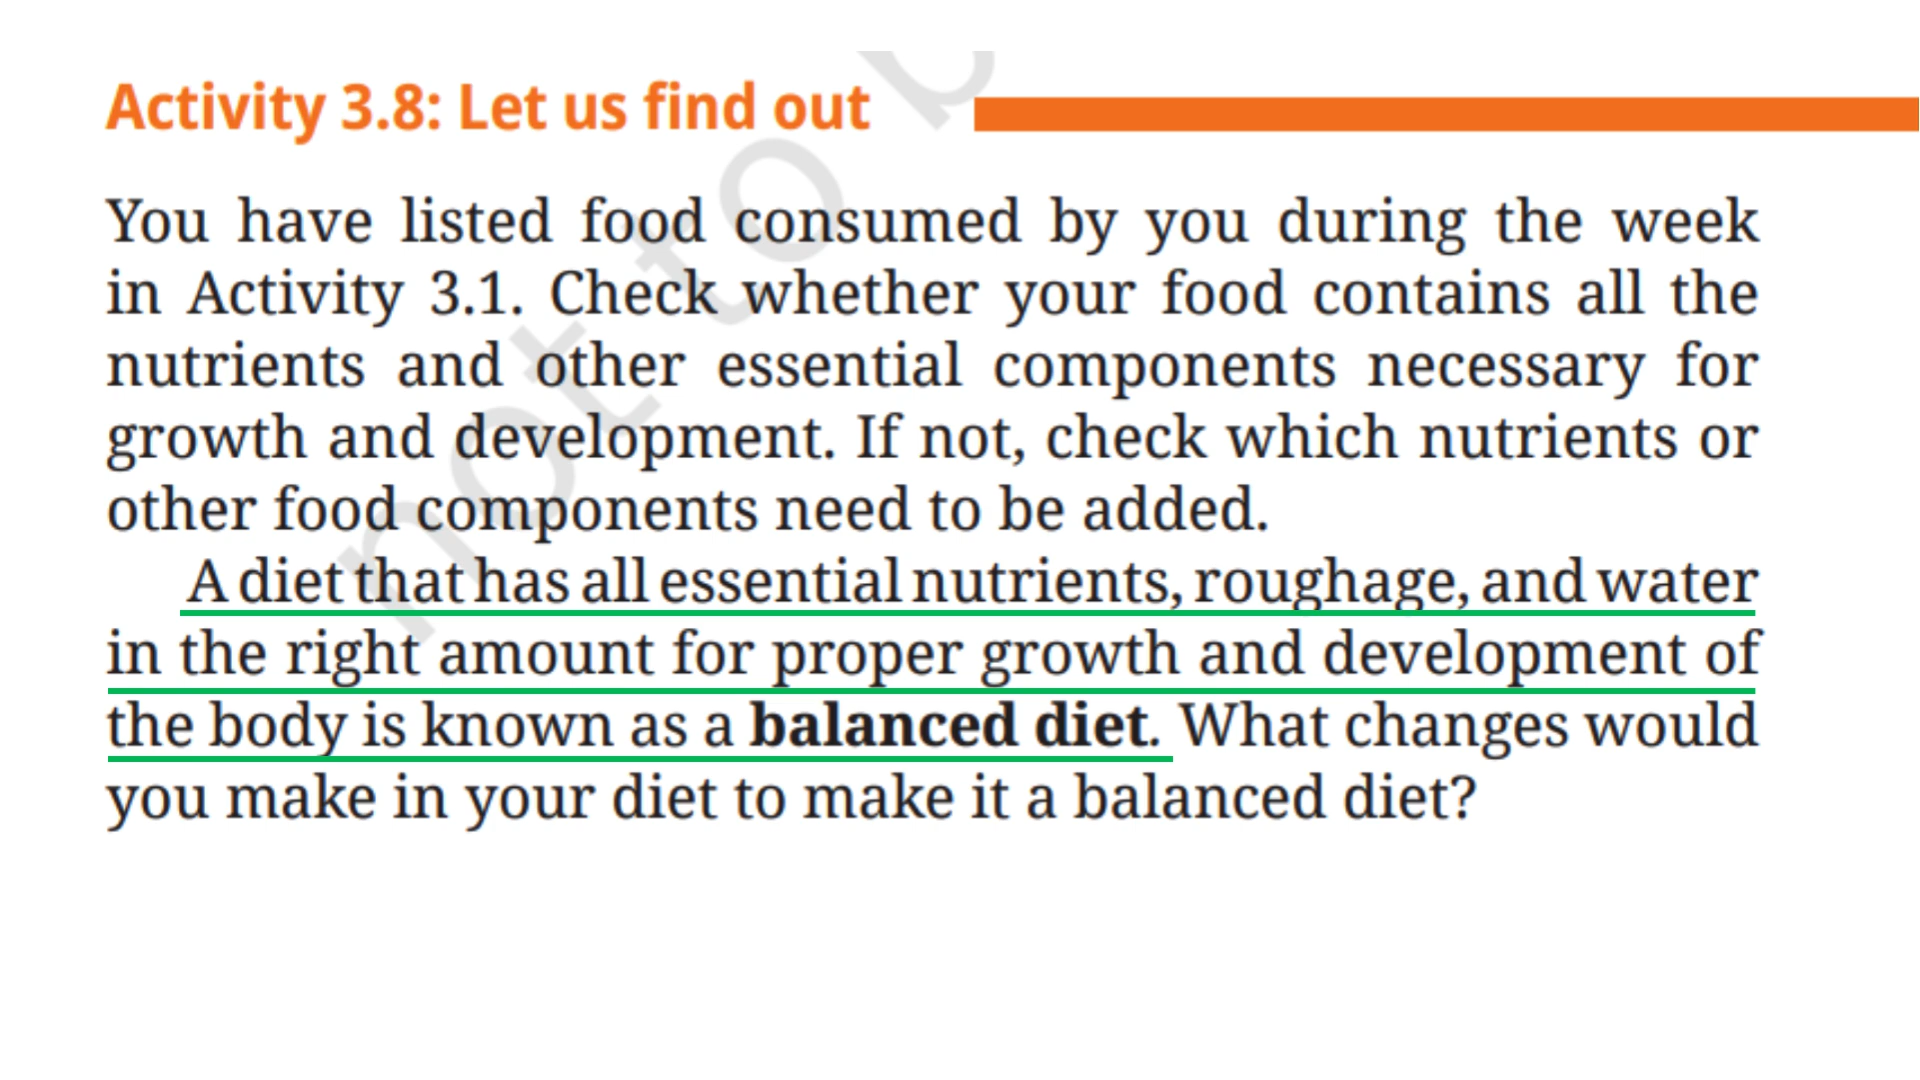 Activity 3.8: Let us find out
You have listed food consumed by you during the week
in Activity 3.1. Check whether your food contains all the
nutrients and other essential components necessary for
growth and development. If not, check which nutrients or
other food components need to be added.
A diet that has all essential nutrients, roughage, and water
in the right amount for proper growth and development of
the body is known as a balanced diet. What changes would
you make in your diet to make it a balanced diet?
not to